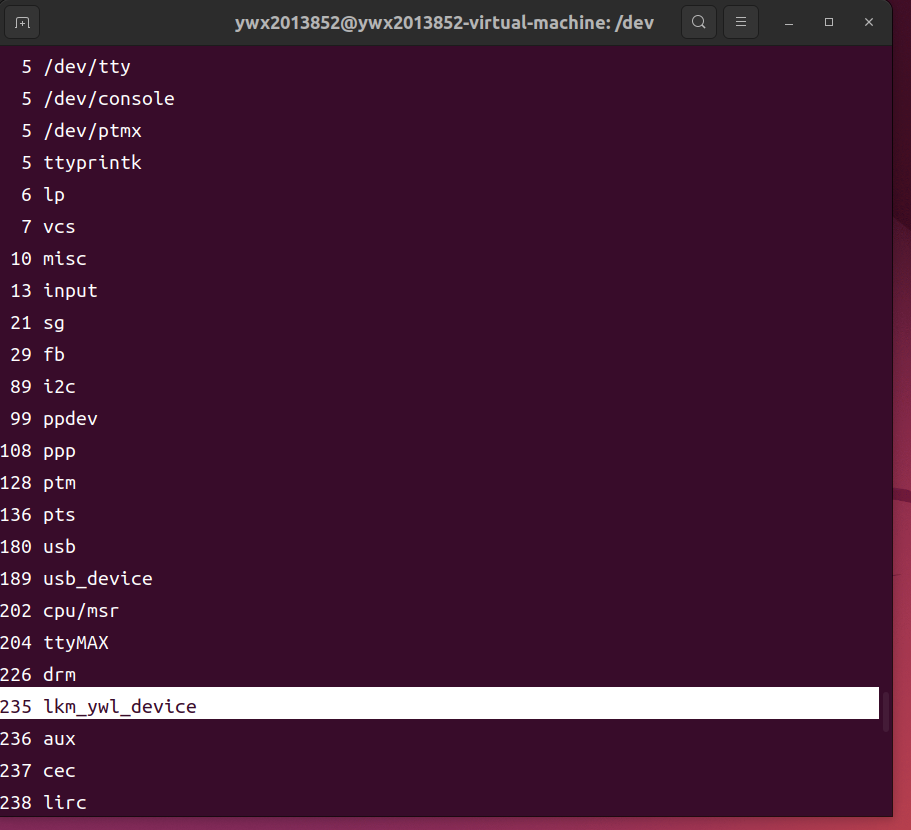 ywx2013852@ywx2013852-virtual-machine: /dev
5 /dev/tty
5 /dev/console
5 /dev/ptmx
5 ttyprintk
6 lp
7 vcs
10 misc
13 input
21 sg
29 fb
89 i2c
99 ppdev
108 ppp
128 ptm
136 pts
180 usb
189 usb_device
202 cpu/msr
204 ttyMAX
226 drm
235 lkm_ywl_device
236 aux
237 cec
238 lirc